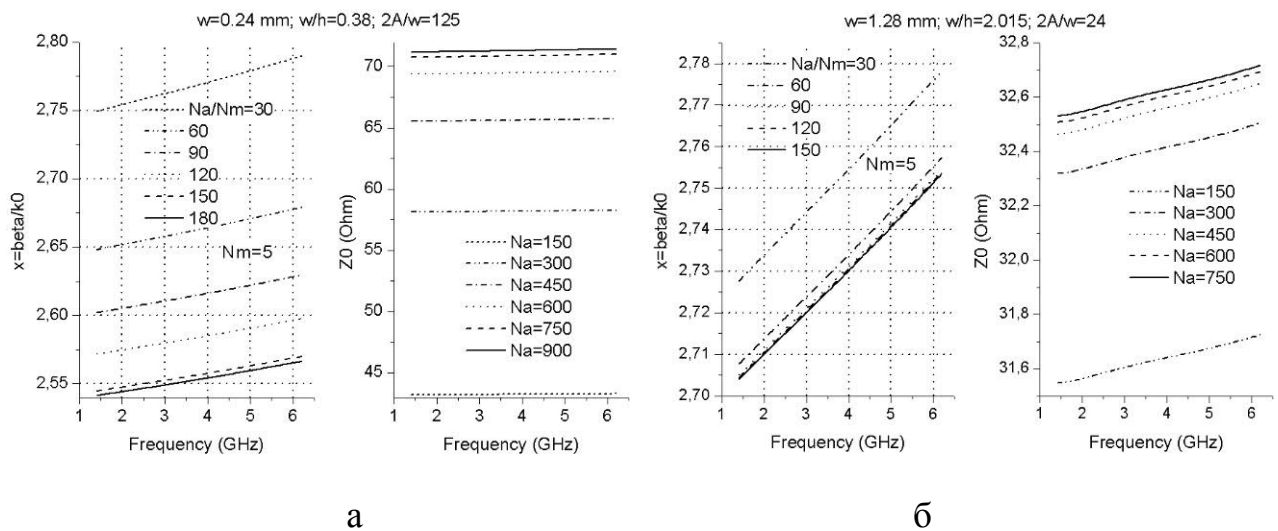 w=0.24 mm; w/h=0.38; 2A/w=125
2,80
2,75
2,70
2,65
2,60
2,55
x=beta/k0
Na/Nm=30
60
90
120
150
180
Nm=5
1 2 3 4 5 6
Frequency (GHz)
70
65
60
55
50
45
Z0 (Ohm)
Na=150
Na=300
Na=450
Na=600
Na=750
Na=900
1 2 3 4 5 6
Frequency (GHz)
а
w=1.28 mm; w/h=2.015; 2A/w=24
2,78
2,77
2,76
2,75
2,74
2,73
2,72
2,71
2,70
x=beta/k0
Na/Nm=30
60
90
120
150
Nm=5
1 2 3 4 5 6
Frequency (GHz)
32.8
32.6
32.4
32.2
32.0
31.8
31.6
Z0 (Ohm)
Na=150
Na=300
Na=450
Na=600
Na=750
1 2 3 4 5 6
Frequency (GHz)
б